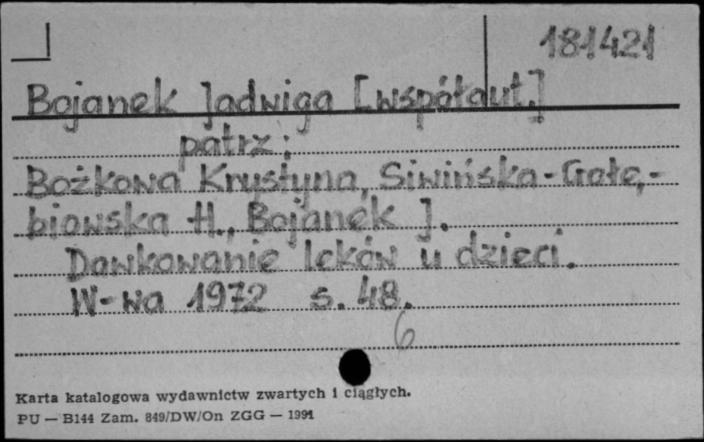 181421
Bojanek Jadwiga [współaut.]
patrz:
Bożkowa Krystyna, Siwińska-Gołę-
biowska H., Bojanek J.
Dawkowanie leków u dzieci.
W-wa 1972 s. 48.
6
Karta katalogowa wydawnictw zwartych i ciągłych.
PU — B144 Zam. 849/DW/On ZGG — 1991